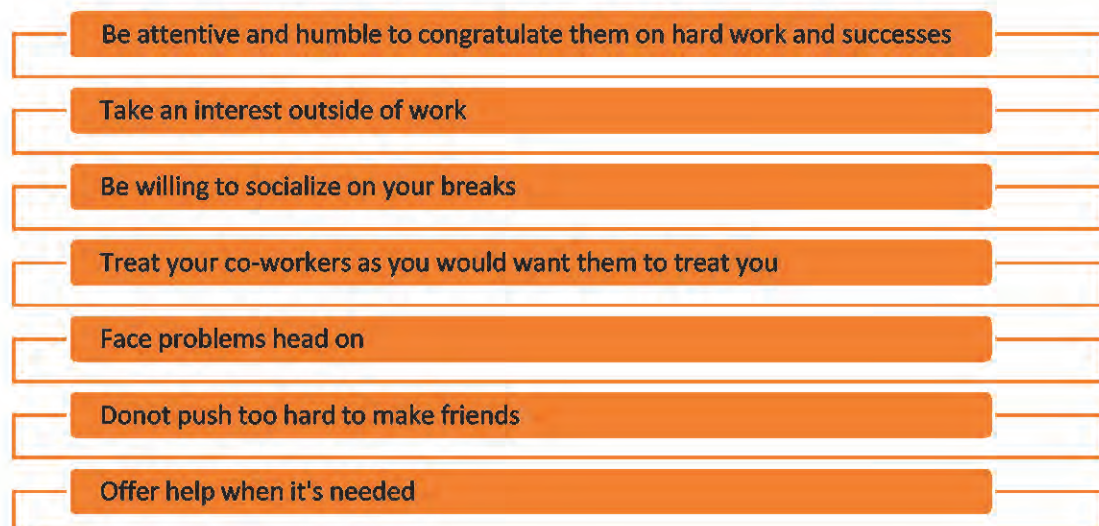 Be attentive and humble to congratulate them on hard work and successes
Take an interest outside of work
Be willing to socialize on your breaks
Treat your co-workers as you would want them to treat you
Face problems head on
Donot push too hard to make friends
Offer help when it's needed